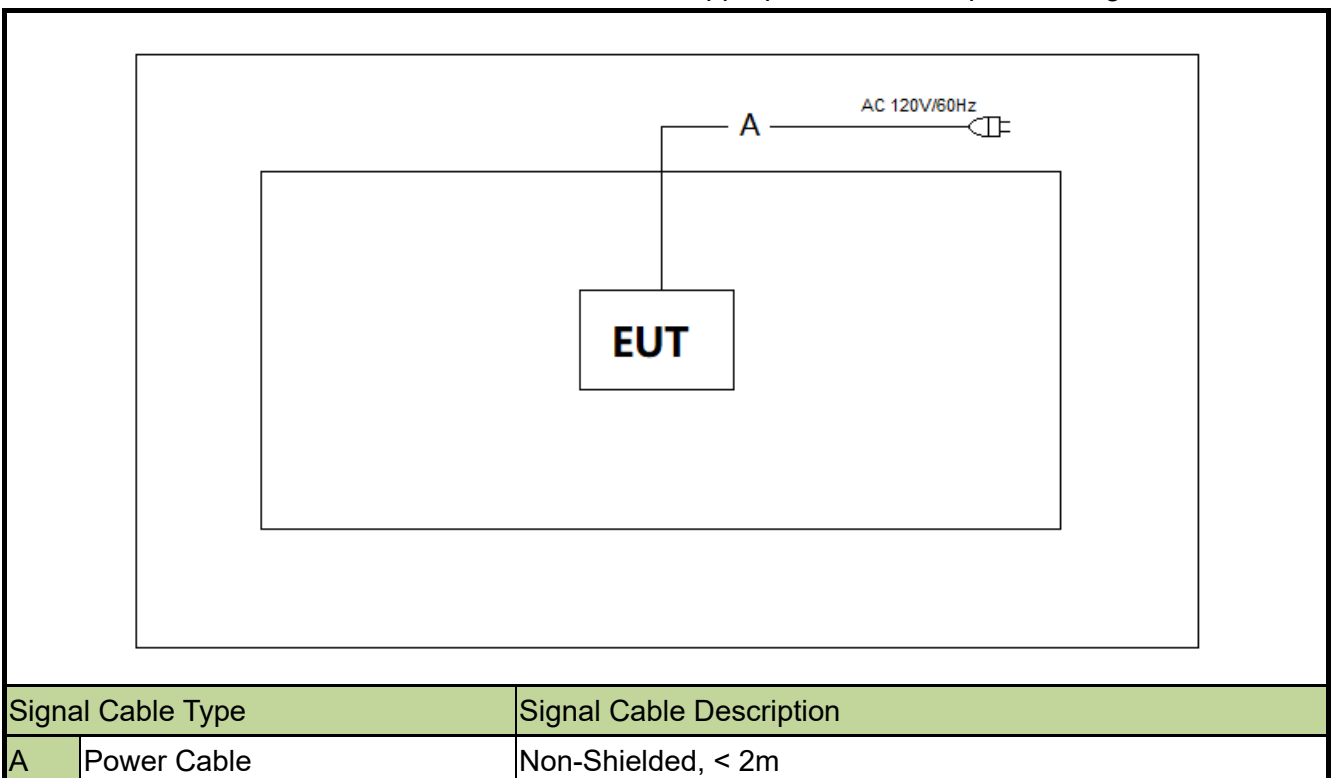 AC 120V/60Hz
A
EUT
Signal Cable Type Signal Cable Description
A Power Cable Non-Shielded, < 2m